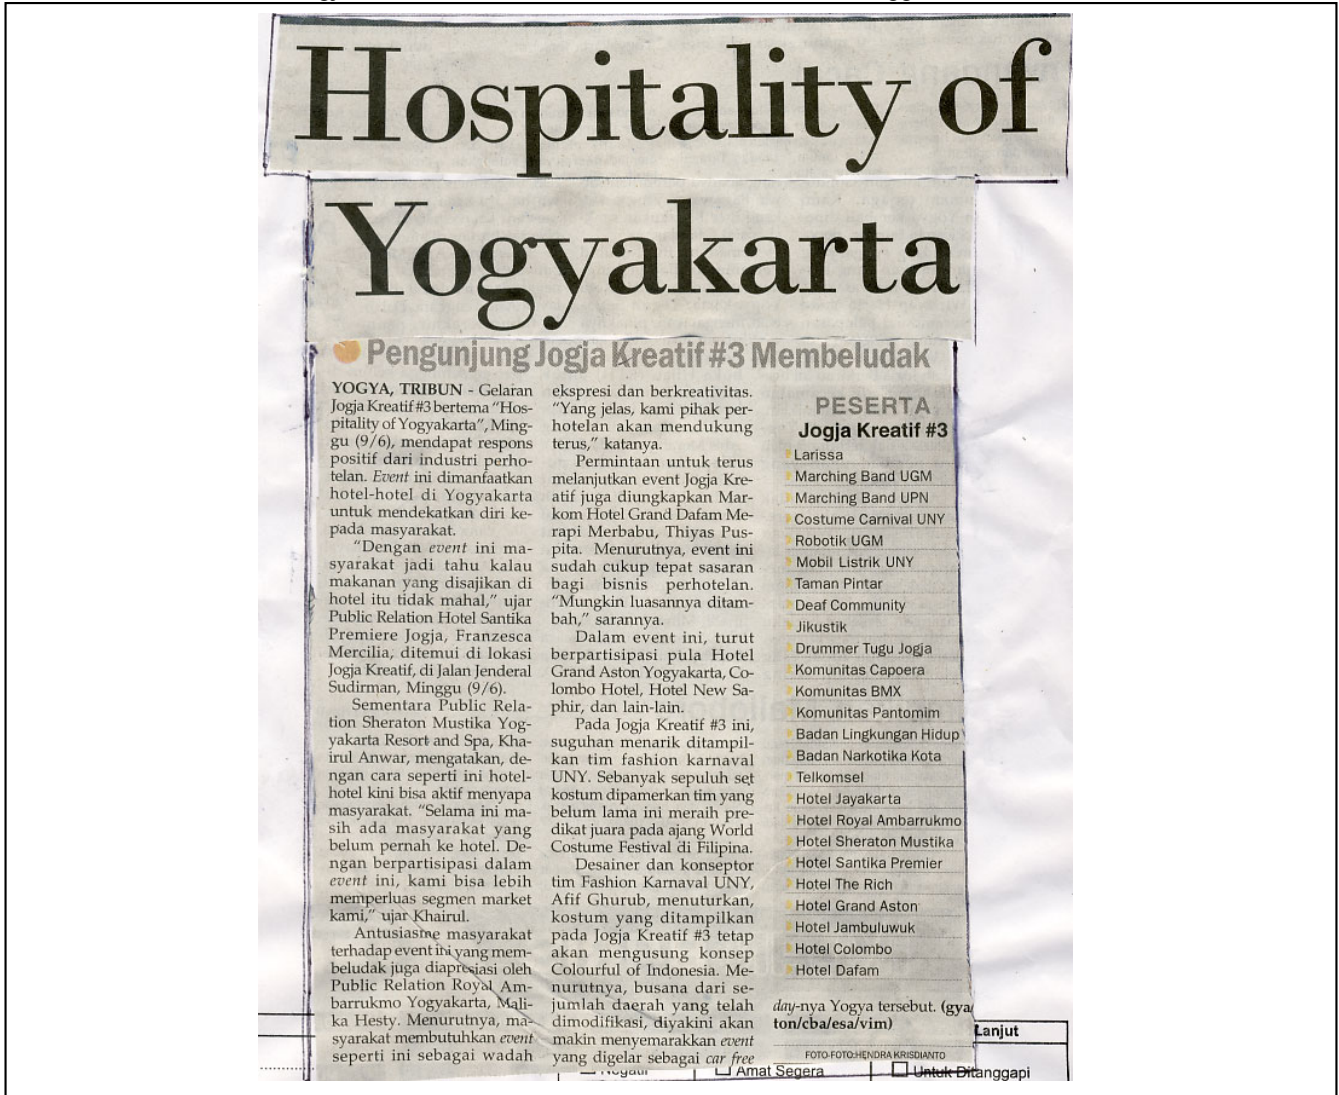 Hospitality of
Yogyakarta
Pengunjung Jogja Kreatif #3 Membeludak
YOGYA, TRIBUN - Gelaran
Jogja Kreatif #3 bertema "Hos-
pitality of Yogyakarta", Ming-
gu (9/6), mendapat respons
positif dari industri perho-
telan. Event ini dimanfaatkan
hotel-hotel di Yogyakarta
untuk mendekatkan diri ke-
pada masyarakat.
"Dengan event ini ma-
syarakat jadi tahu kalau
makanan yang disajikan di
hotel itu tidak mahal," ujar
Public Relation Hotel Santika
Premiere Jogja, Franzesca
Mercilia, ditemui di lokasi
Jogja Kreatif, di Jalan Jenderal
Sudirman, Minggu (9/6).
Sementara Public Rela-
tion Sheraton Mustika Yog-
yakarta Resort and Spa, Kha-
irul Anwar, mengatakan, de-
ngan cara seperti ini hotel-
hotel kini bisa aktif menyapa
masyarakat. "Selama ini ma-
sih ada masyarakat yang
belum pernah ke hotel. De-
ngan berpartisipasi dalam
event ini, kami bisa lebih
memperluas segmen market
kami," ujar Khairul.
Antusiasme masyarakat
terhadap event ini yang mem-
beludak juga diapresiasi oleh
Public Relation Royal Am-
barrukmo Yogyakarta, Mali-
ka Hesty. Menurutnya, ma-
syarakat membutuhkan event
seperti ini sebagai wadah
ekspresi dan berkreativitas.
"Yang jelas, kami pihak per-
hotelan akan mendukung
terus," katanya.
Permintaan untuk terus
melanjutkan event Jogja Kre-
atif juga diungkapkan Mar-
kom Hotel Grand Dafam Me-
rapi Merbabu, Thiyas Pus-
pita. Menurutnya, event ini
sudah cukup tepat sasaran
bagi bisnis perhotelan.
"Mungkin luasannya ditam-
bah," sarannya.
Dalam event ini, turut
berpartisipasi pula Hotel
Grand Aston Yogyakarta, Co-
lombo Hotel, Hotel New Sa-
phir, dan lain-lain.
Pada Jogja Kreatif #3 ini,
suguhan menarik ditampil-
kan tim fashion karnaval
UNY. Sebanyak sepuluh set
kostum dipamerkan tim yang
belum lama ini meraih pre-
dikat juara pada ajang World
Costume Festival di Filipina.
Desainer dan konseptor
tim Fashion Karnaval UNY,
Afif Ghurub, menuturkan,
kostum yang ditampilkan
pada Jogja Kreatif #3 tetap
akan mengusung konsep
Colourful of Indonesia. Me-
nurutnya, busana dari se-
jumlah daerah yang telah
dimodifikasi, diyakini akan
makin menyemarakkan event
yang digelar sebagai car free
PESERTA
Jogja Kreatif #3
Larissa
Marching Band UGM
Marching Band UPN
Costume Carnival UNY
Robotik UGM
Mobil Listrik UNY
Taman Pintar
Deaf Community
Jikustik
Drummer Tugu Jogja
Komunitas Capoera
Komunitas BMX
Komunitas Pantomim
Badan Lingkungan Hidup
Badan Narkotika Kota
Telkomsel
Hotel Jayakarta
Hotel Royal Ambarrukmo
Hotel Sheraton Mustika
Hotel Santika Premier
Hotel The Rich
Hotel Grand Aston
Hotel Jambuluwuk
Hotel Colombo
Hotel Dafam
day-nya Yogya tersebut. (gya/
ton/cba/esa/vim)
FOTO-FOTO:HENDRA KRISDIANTO
Lanjut
Negatif
Amat Segera
Untuk Ditanggapi